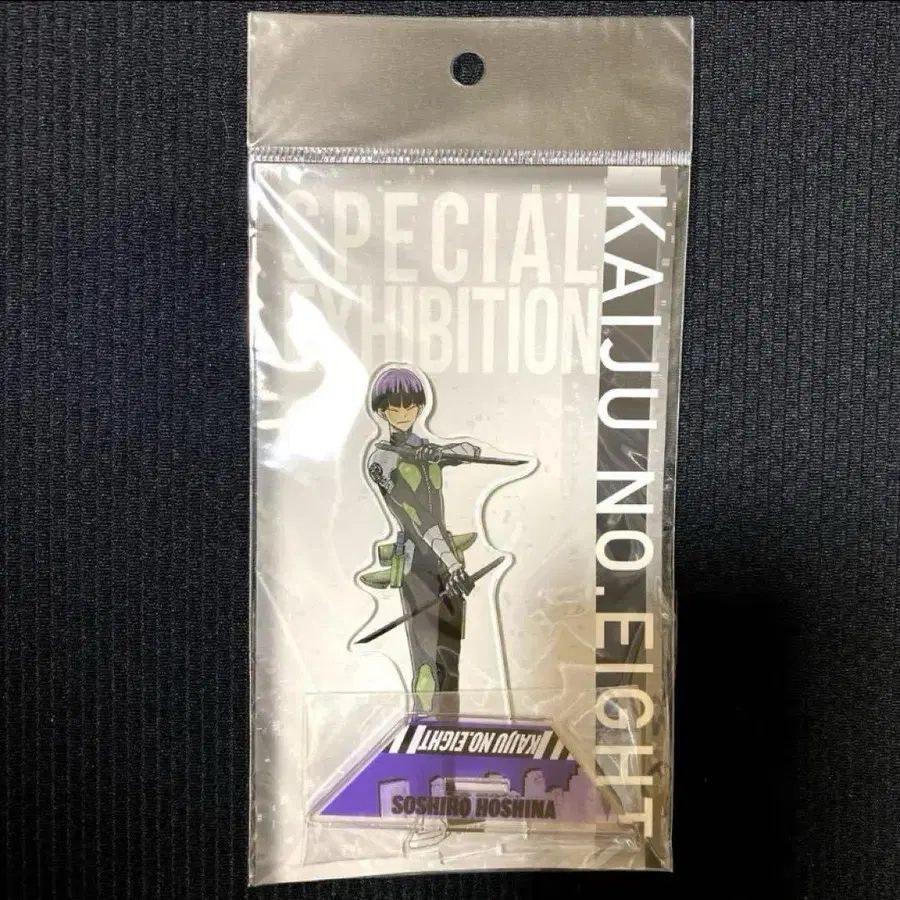 SPECIAL
EXHIBITION
KAIJU NO.EIGHT
KAIJU NO.EIGHT
SOSHIRO HOSHINA